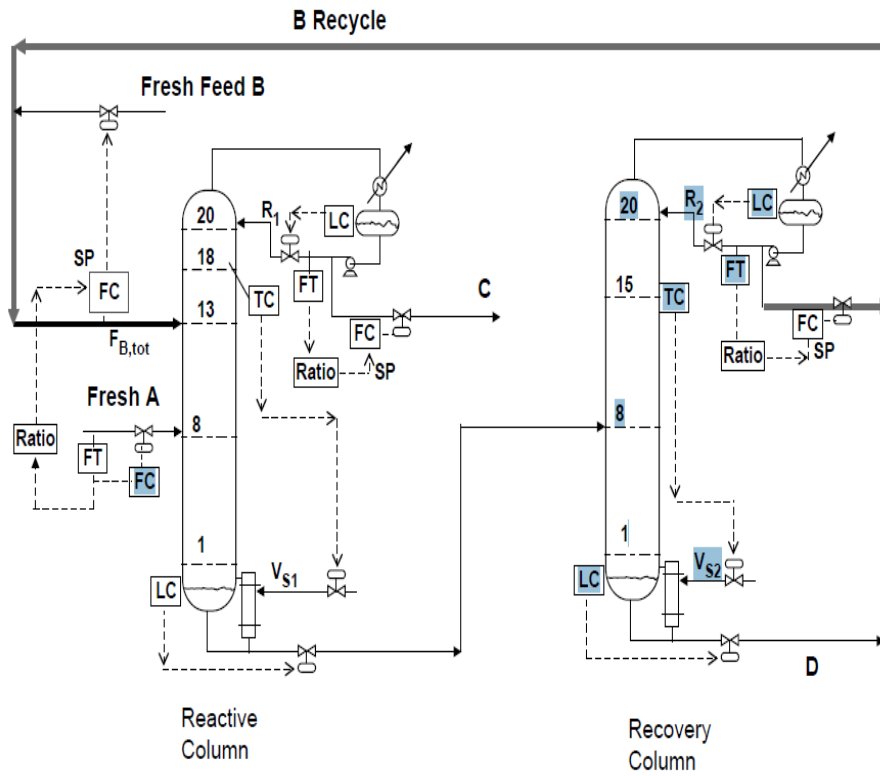 B Recycle
Fresh Feed B
20
R1
LC
20
R2
LC
SP
18
FT
FT
FC
TC
C
15
TC
13
FC
FC
FB,tot
Ratio
SP
Ratio
SP
Fresh A
8
8
Ratio
FT
FC
1
1
LC
VS1
LC
VS2
D
Reactive
Column
Recovery
Column